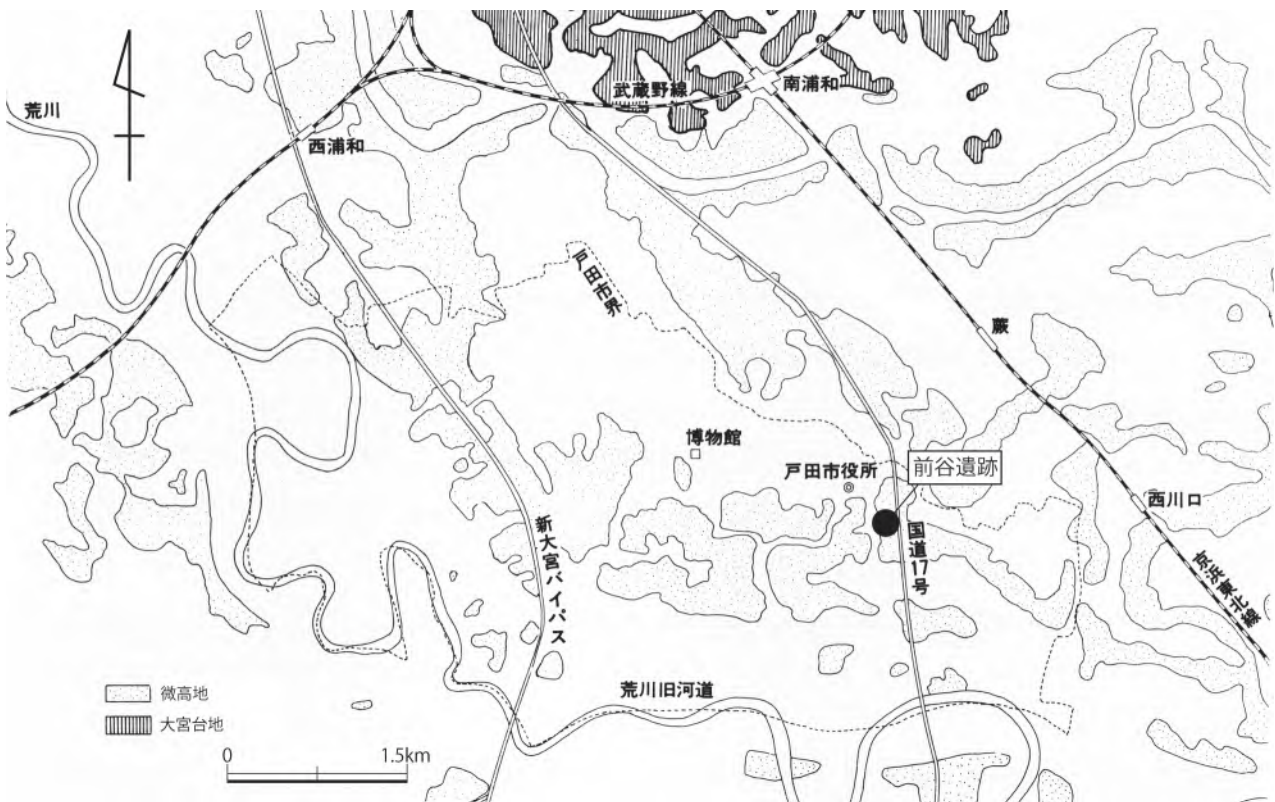 荒川
西浦和
武蔵野線
南浦和
戸田市界
蕨
博物館
戸田市役所
前谷遺跡
西川口
国道17号
新大宮バイパス
京浜東北線
荒川旧河道
微高地
大宮台地
0
1.5km